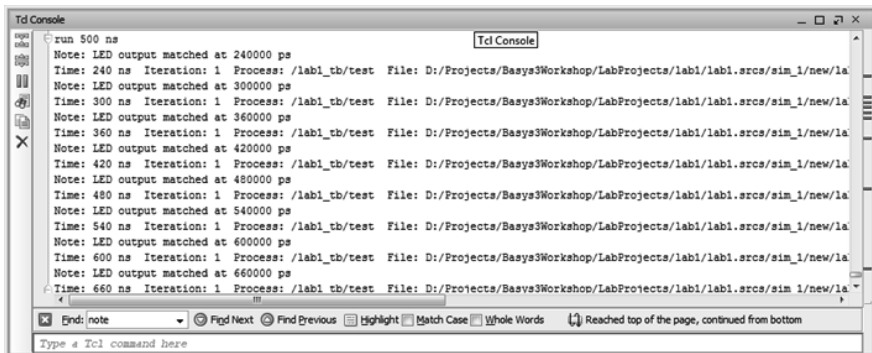 Tcl Console
Tcl Console
run 500 ns
Note: LED output matched at 240000 ps
Time: 240 ns Iteration: 1 Process: /lab1_tb/test File: D:/Projects/Basys3Workshop/LabProjects/lab1/lab1.srcs/sim_1/new/la
Note: LED output matched at 300000 ps
Time: 300 ns Iteration: 1 Process: /lab1_tb/test File: D:/Projects/Basys3Workshop/LabProjects/lab1/lab1.srcs/sim_1/new/la
Note: LED output matched at 360000 ps
Time: 360 ns Iteration: 1 Process: /lab1_tb/test File: D:/Projects/Basys3Workshop/LabProjects/lab1/lab1.srcs/sim_1/new/la
Note: LED output matched at 420000 ps
Time: 420 ns Iteration: 1 Process: /lab1_tb/test File: D:/Projects/Basys3Workshop/LabProjects/lab1/lab1.srcs/sim_1/new/la
Note: LED output matched at 480000 ps
Time: 480 ns Iteration: 1 Process: /lab1_tb/test File: D:/Projects/Basys3Workshop/LabProjects/lab1/lab1.srcs/sim_1/new/la
Note: LED output matched at 540000 ps
Time: 540 ns Iteration: 1 Process: /lab1_tb/test File: D:/Projects/Basys3Workshop/LabProjects/lab1/lab1.srcs/sim_1/new/la
Note: LED output matched at 600000 ps
Time: 600 ns Iteration: 1 Process: /lab1_tb/test File: D:/Projects/Basys3Workshop/LabProjects/lab1/lab1.srcs/sim_1/new/la
Note: LED output matched at 660000 ps
Time: 660 ns Iteration: 1 Process: /lab1_tb/test File: D:/Projects/Basys3Workshop/LabProjects/lab1/lab1.srcs/sim_1/new/la
Find: note Find Next Find Previous Highlight Match Case Whole Words Reached top of the page, continued from bottom
Type a Tcl command here